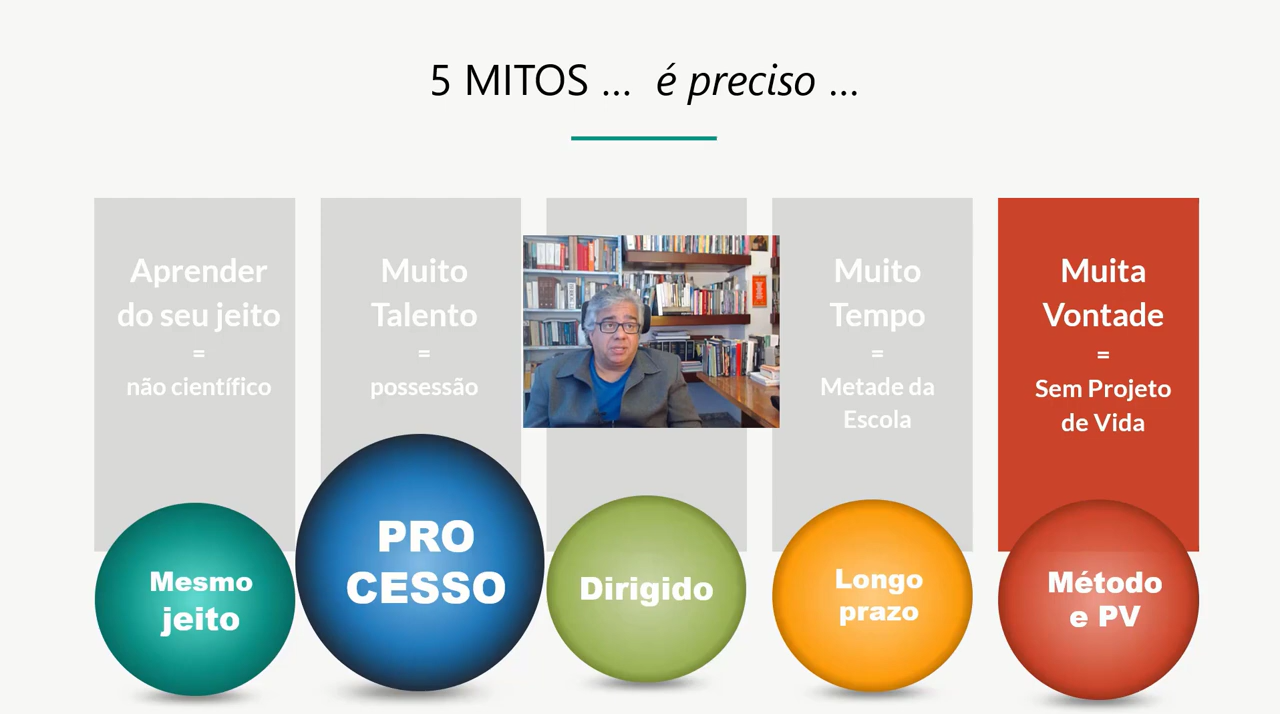 5 MITOS ... é preciso ...
Aprender
do seu jeito
=
não científico
Mesmo
jeito
Muito
Talento
=
possessão
PRO
CESSO
Dirigido
Muito
Tempo
=
Metade da
Escola
Longo
prazo
Muita
Vontade
=
Sem Projeto
de Vida
Método
e PV